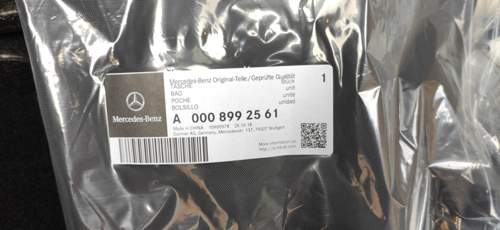 Mercedes-Benz Original-Teile/Geprüfte Qualität
TASCHE
BAG
POCHE
BOLSILLO
Stück
unit
unité
unidad
1
Mercedes-Benz
A 000 899 25 61
Made in CHINA
Daimler AG, Germany, Mercedesstr. 137, 70327 Stuttgart
More information at: